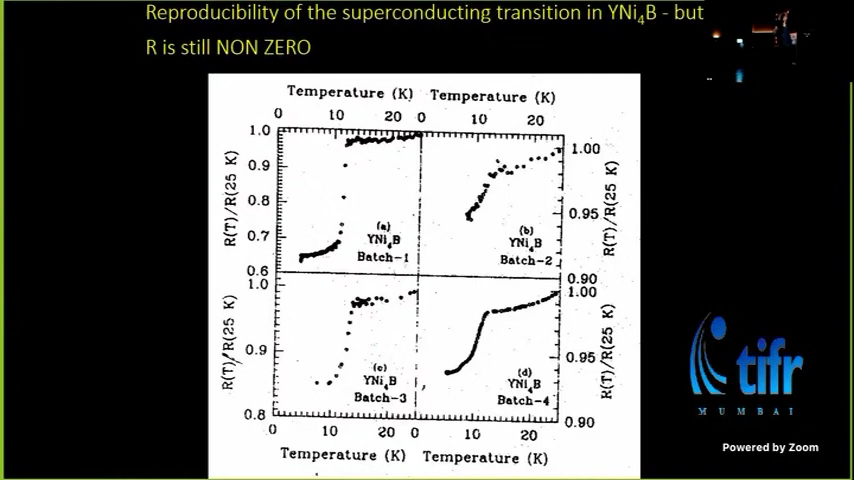 Reproducibility of the superconducting transition in YNi4B - but
R is still NON ZERO
Temperature (K) Temperature (K)
0 10 20 0 10 20
1.0
0.9
0.8
0.7
0.6
R(T)/R(25 K)
(a)
YNi4B
Batch-1
1.00
0.95
0.90
R(T)/R(25 K)
(b)
YNi4B
Batch-2
1.0
0.9
0.8
R(T)/R(25 K)
(c)
YNi4B
Batch-3
1.00
0.95
0.90
R(T)/R(25 K)
(d)
YNi4B
Batch-4
0 10 20 0 10 20
Temperature (K) Temperature (K)
tifr
MUMBAI
Powered by Zoom